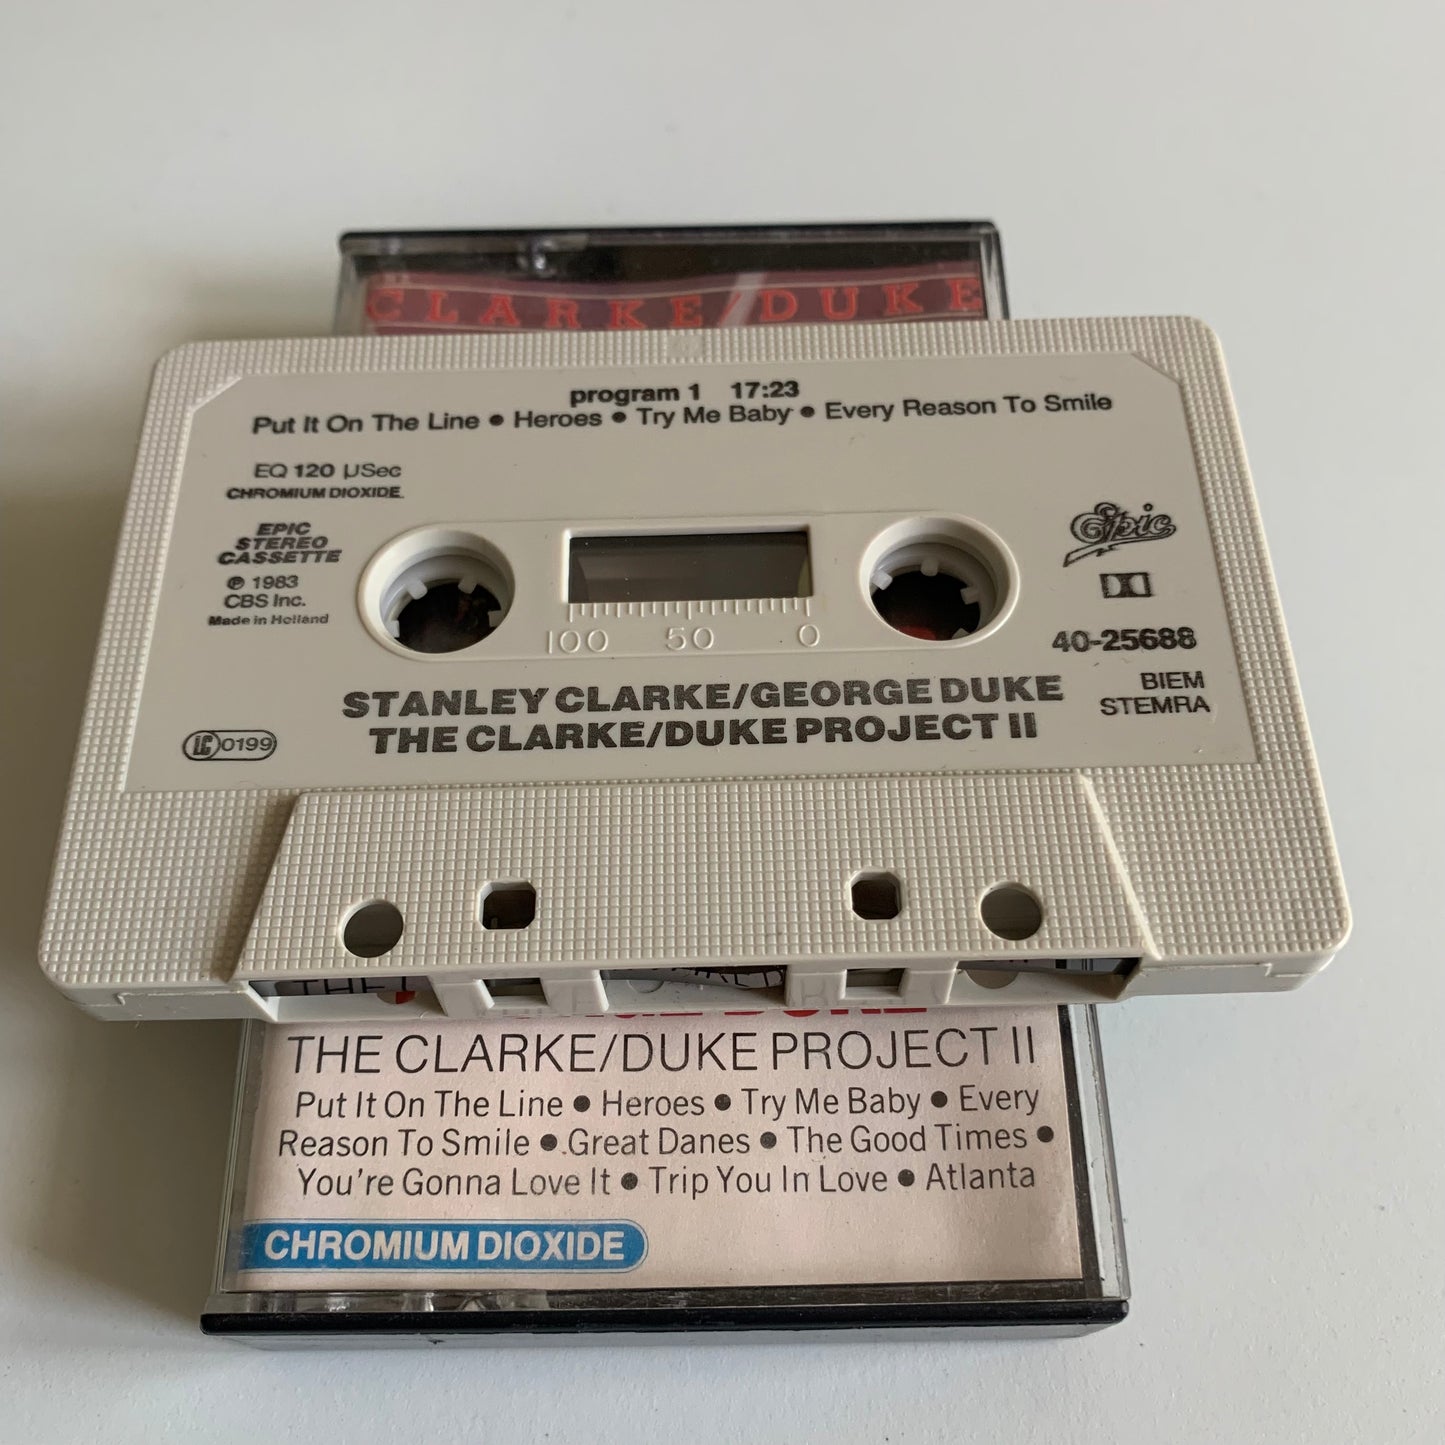 CLARKE/DUKE
program 1 17:23
Put It On The Line • Heroes • Try Me Baby • Every Reason To Smile
EQ 120 µSec
CHROMIUM DIOXIDE
EPIC
STEREO
CASSETTE
℗ 1983
CBS Inc.
Made in Holland
LC 0199
100 50 0
Epic
40-25688
BIEM
STEMRA
STANLEY CLARKE/GEORGE DUKE
THE CLARKE/DUKE PROJECT II
THE CLARKE/DUKE PROJECT II
Put It On The Line • Heroes • Try Me Baby • Every
Reason To Smile • Great Danes • The Good Times •
You're Gonna Love It • Trip You In Love • Atlanta
CHROMIUM DIOXIDE